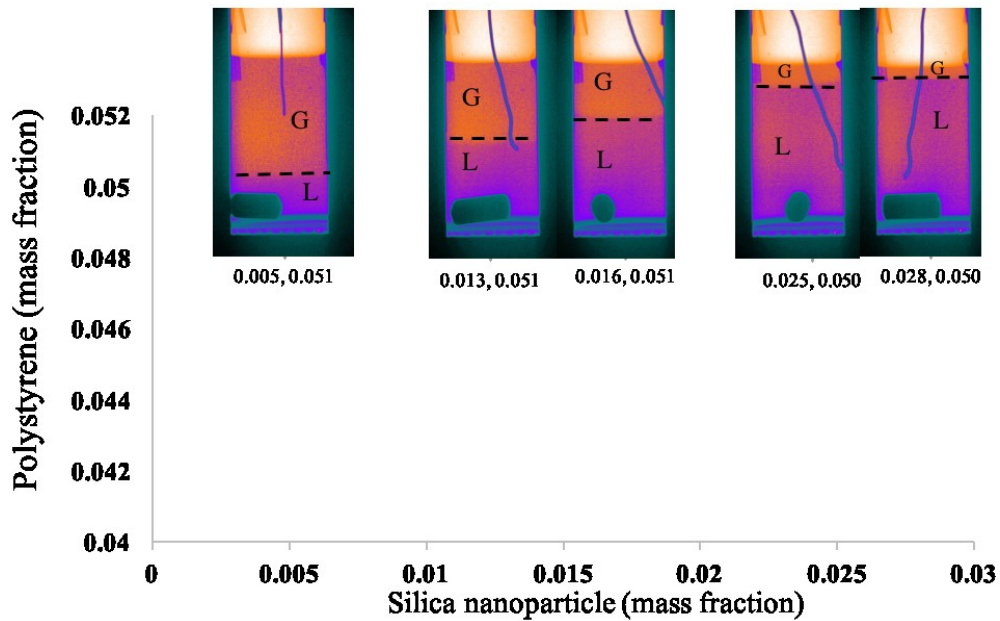 G
L
G
L
G
L
G
L
G
L
0.005, 0.051
0.013, 0.051
0.016, 0.051
0.025, 0.050
0.028, 0.050
Polystyrene (mass fraction)
0.052
0.05
0.048
0.046
0.044
0.042
0.04
0
0.005
0.01
0.015
0.02
0.025
0.03
Silica nanoparticle (mass fraction)